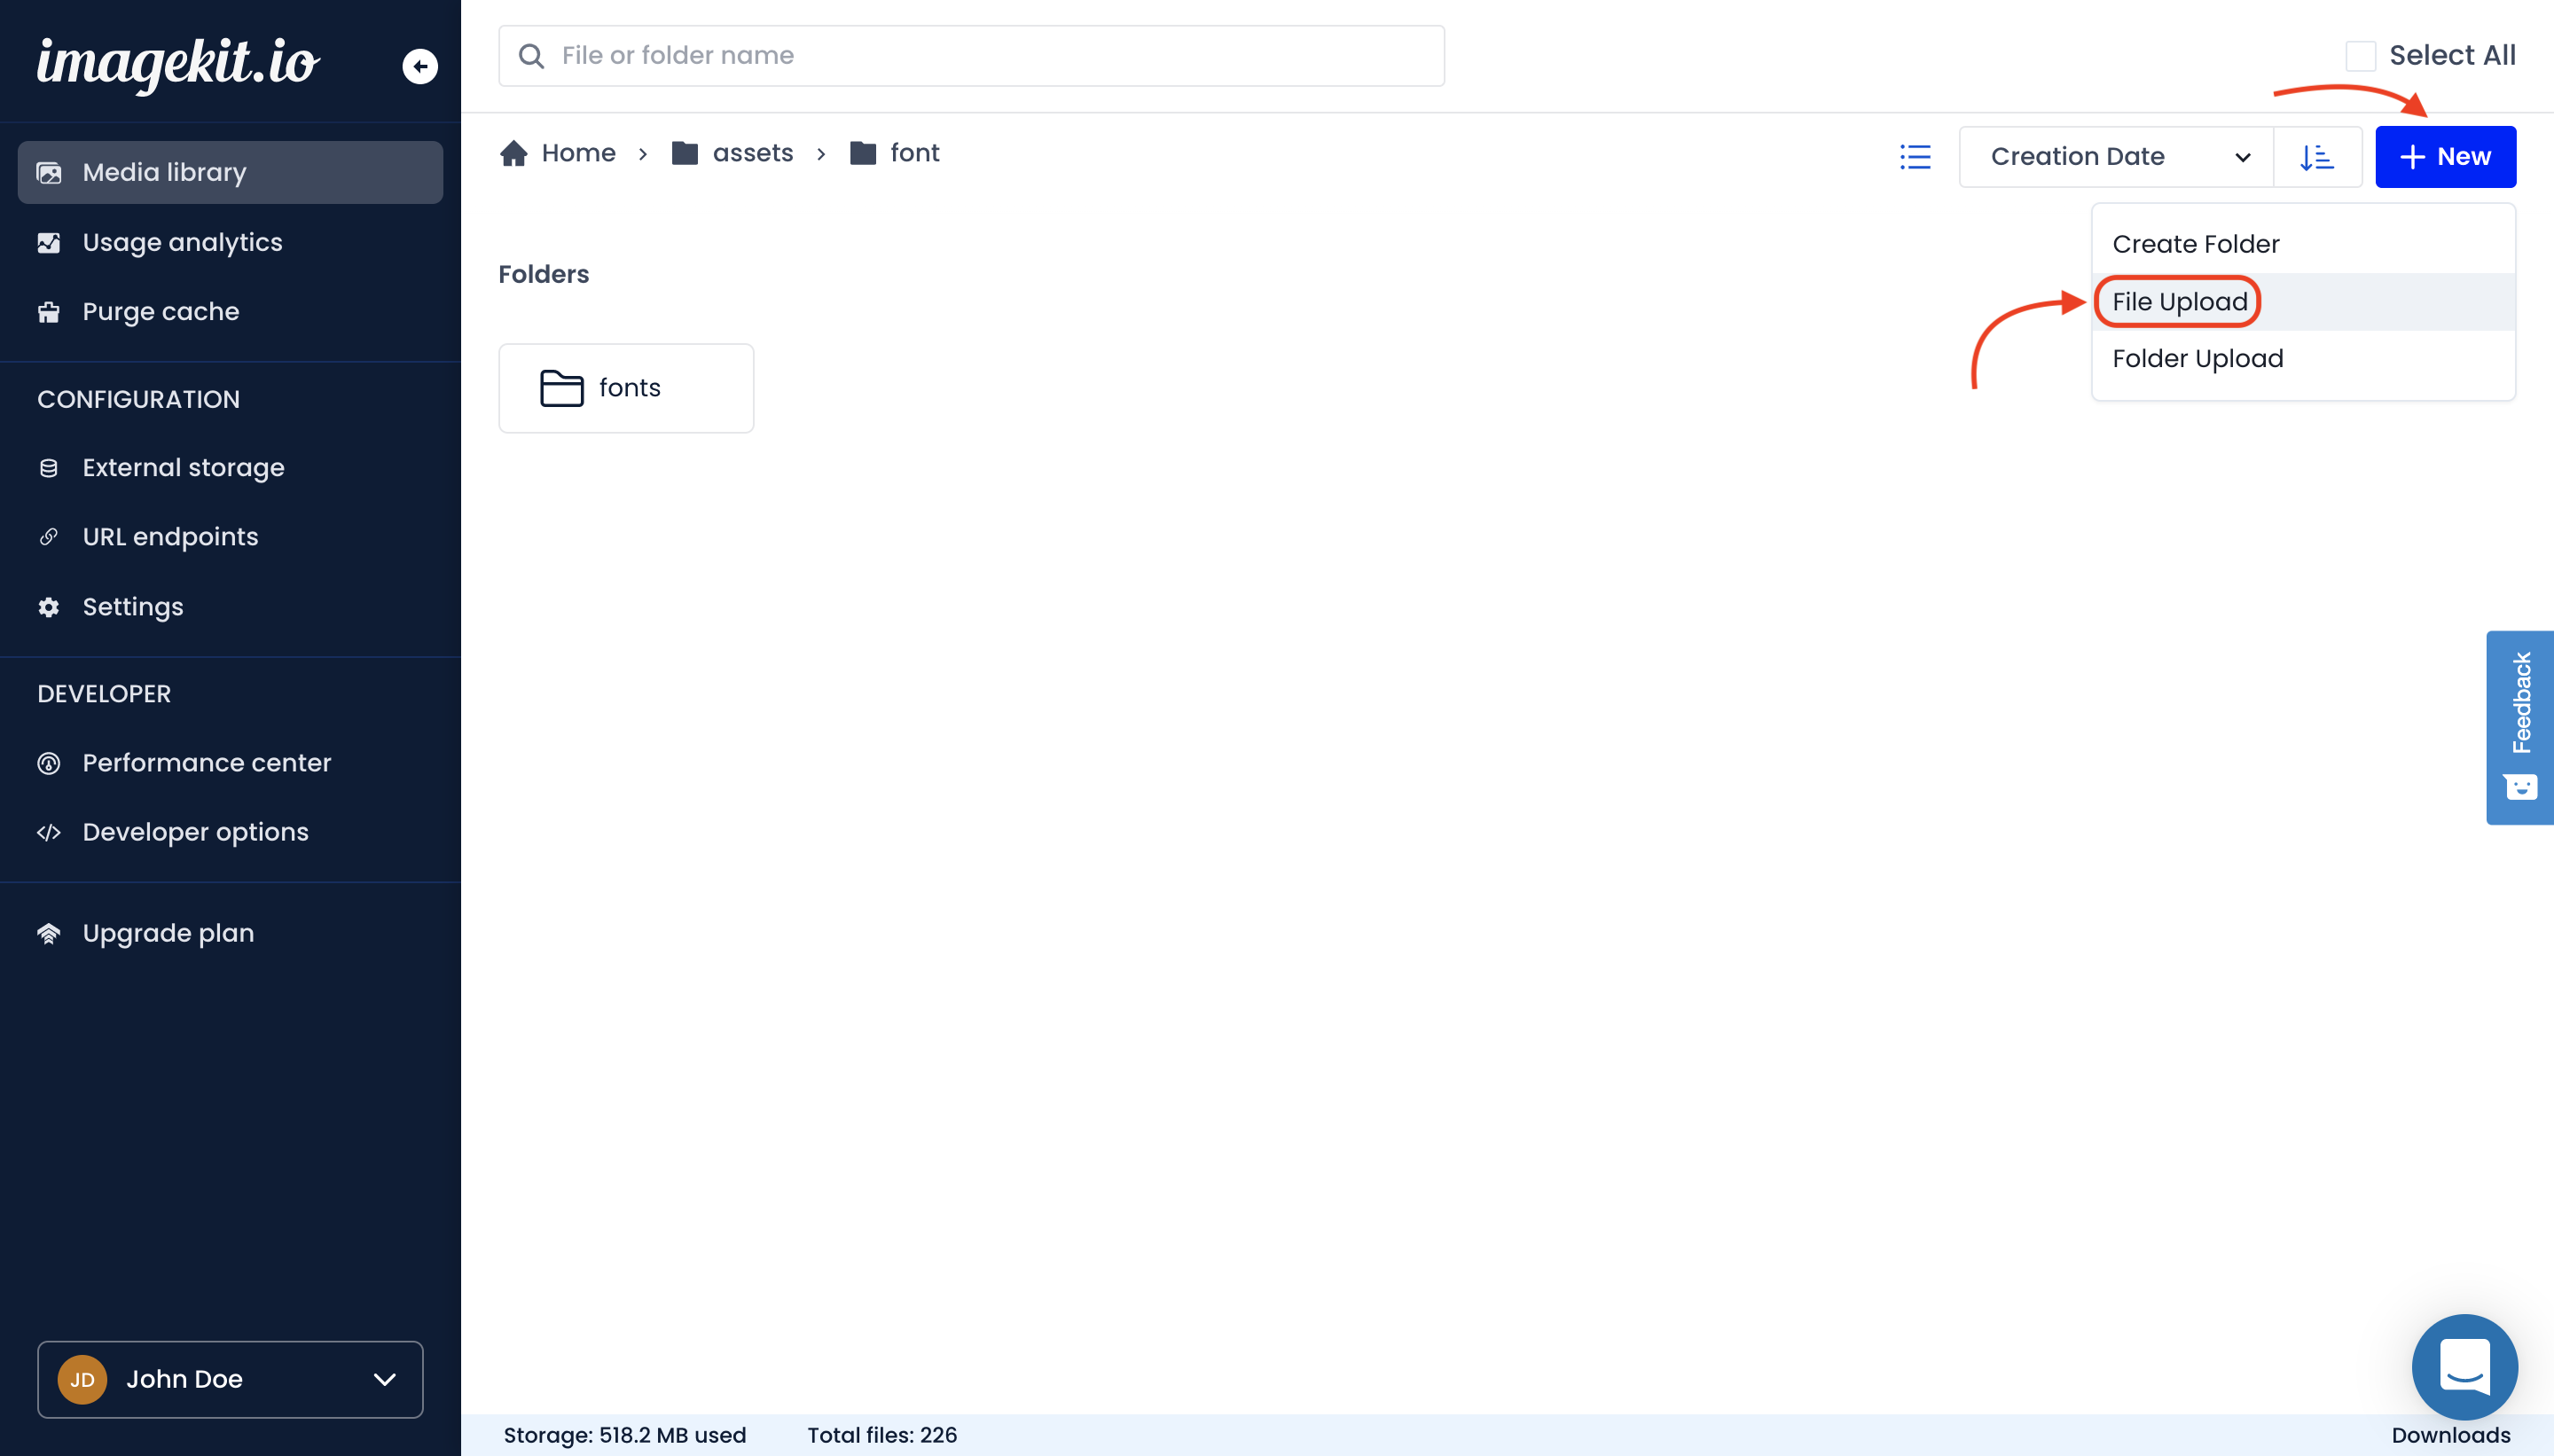 imagekit.io
Media library
Usage analytics
Purge cache
CONFIGURATION
External storage
URL endpoints
Settings
DEVELOPER
Performance center
Developer options
Upgrade plan
JD John Doe
File or folder name
Select All
Home › assets › font
Creation Date
+ New
Create Folder
File Upload
Folder Upload
Folders
fonts
Feedback
Storage: 518.2 MB used Total files: 226
Downloads